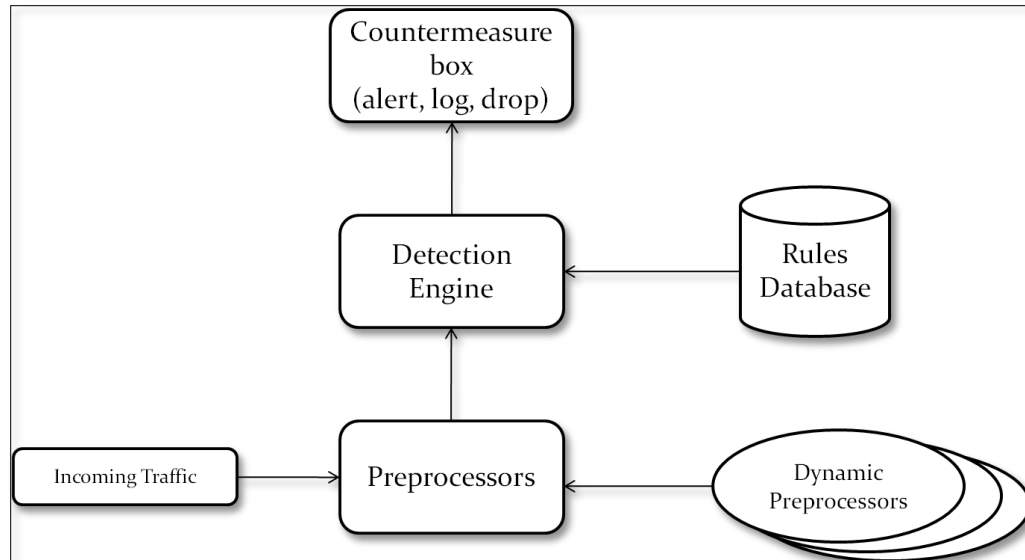 Countermeasure
box
(alert, log, drop)
Detection
Engine
Rules
Database
Incoming Traffic
Preprocessors
Dynamic
Preprocessors